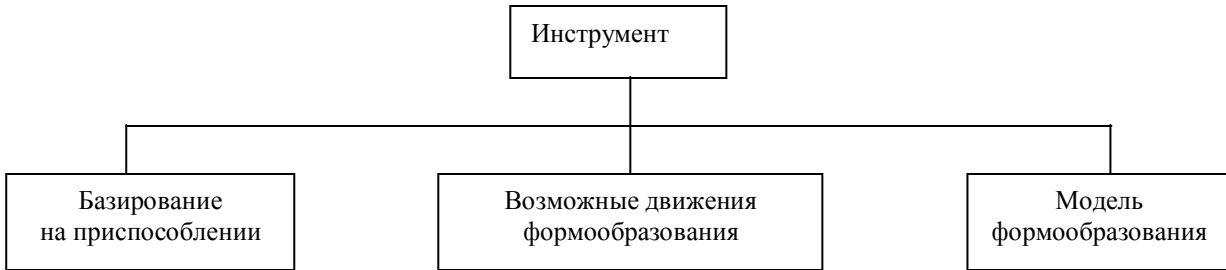 Инструмент
Базирование
на приспособлении
Возможные движения
формообразования
Модель
формообразования